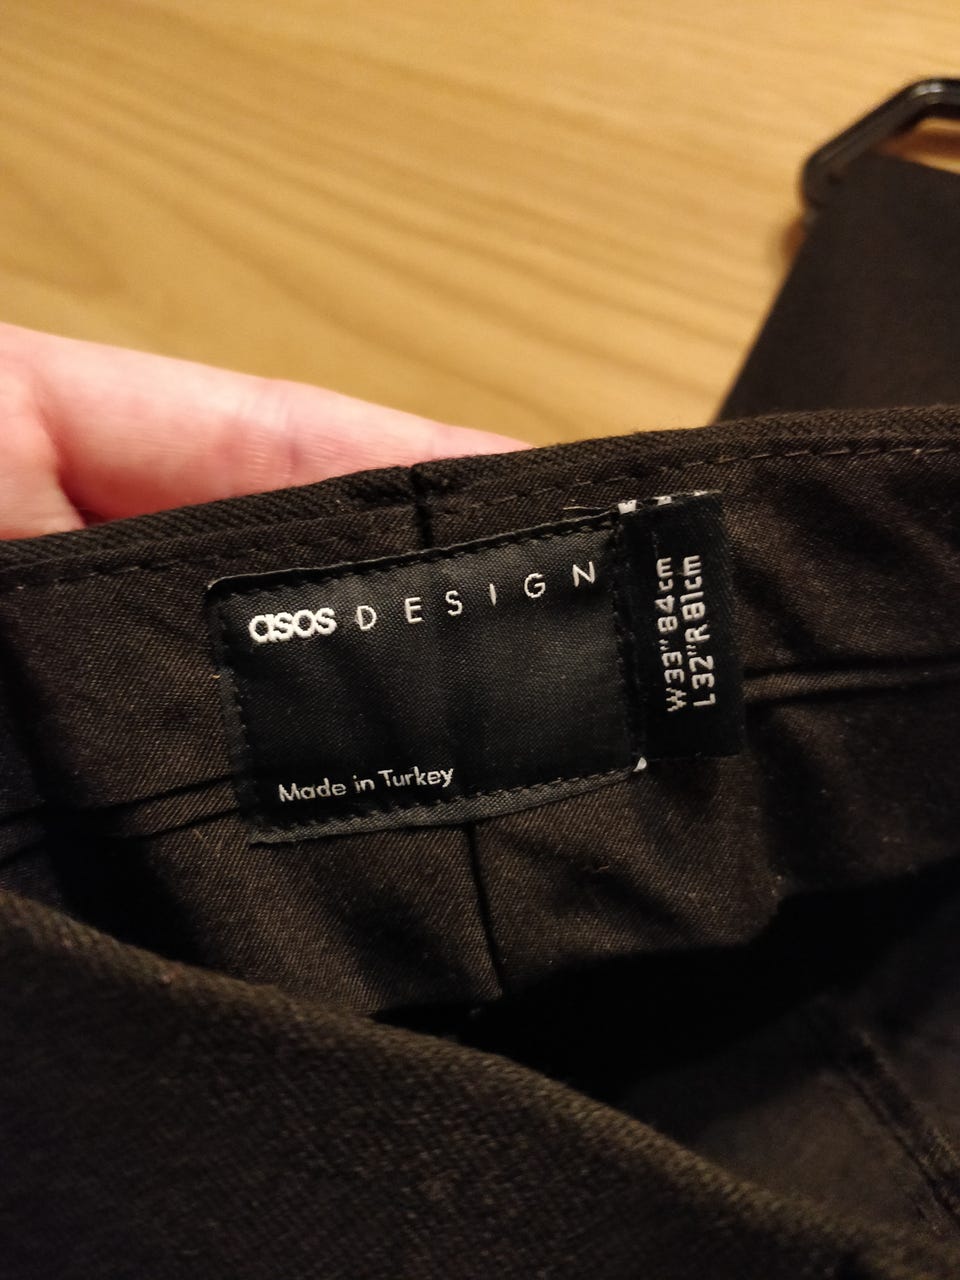 asos DESIGN
Made in Turkey
W33" 84cm
L32"R 81cm